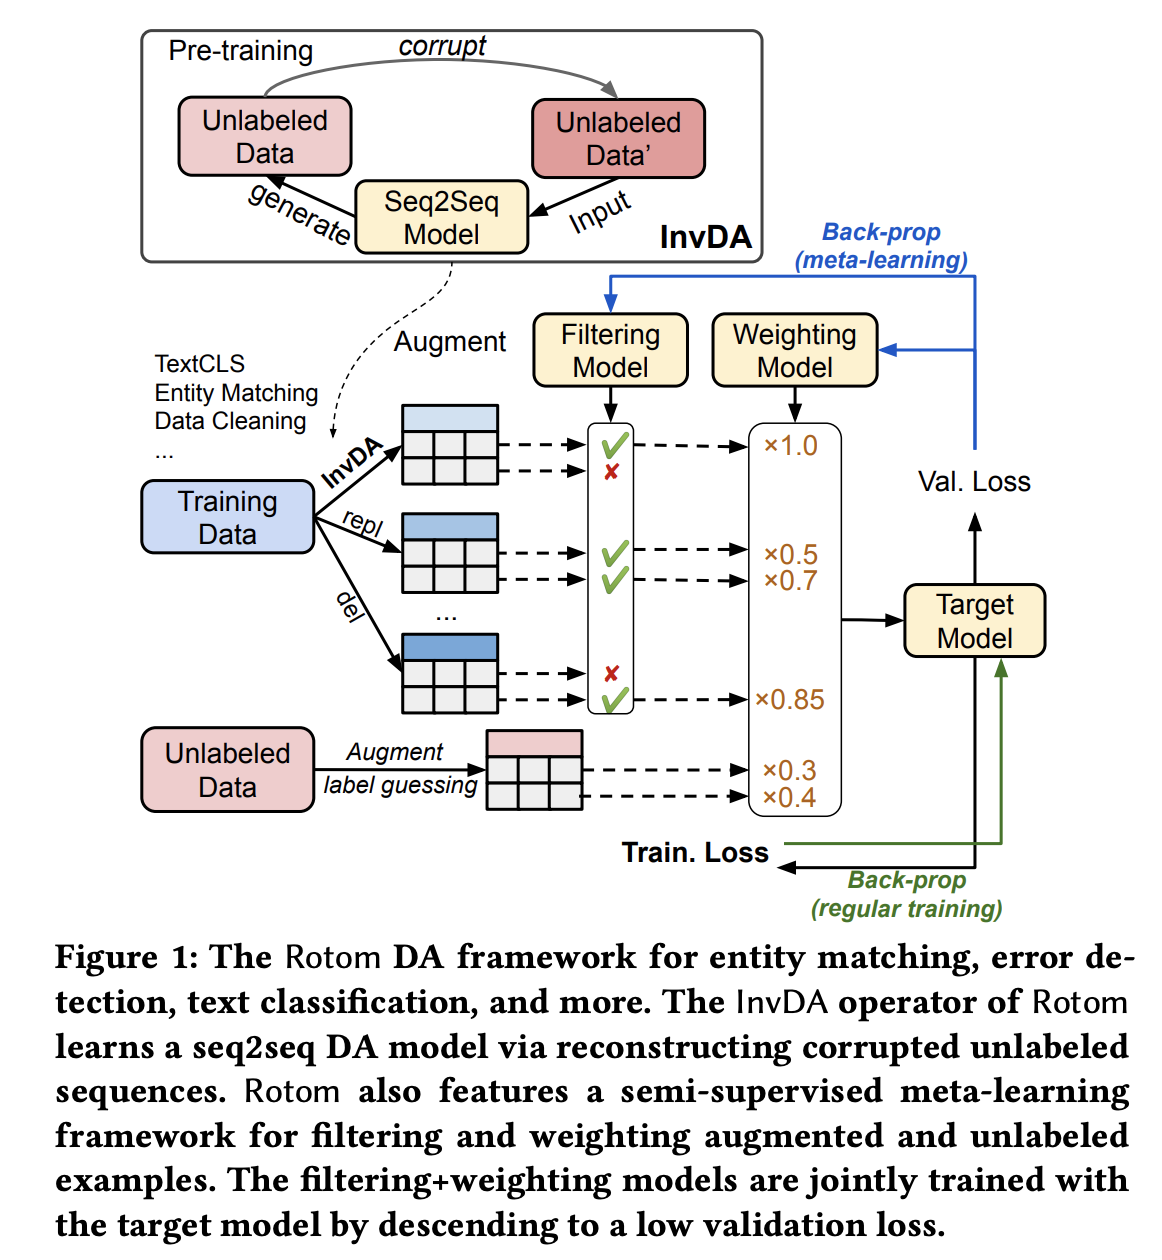 Pre-training
corrupt
Unlabeled
Data
Unlabeled
Data’
Seq2Seq
Model
generate
Input
InvDA
Back-prop
(meta-learning)
Augment
Filtering
Model
Weighting
Model
TextCLS
Entity Matching
Data Cleaning
...
InvDA
✔
×1.0
✘
Training
Data
repl
✔
×0.5
✔
×0.7
del
...
✘
✔
×0.85
Val. Loss
Target
Model
Unlabeled
Data
Augment
label guessing
×0.3
×0.4
Train. Loss
Back-prop
(regular training)
Figure 1: The Rotom DA framework for entity matching, error de-
tection, text classification, and more. The InvDA operator of Rotom
learns a seq2seq DA model via reconstructing corrupted unlabeled
sequences. Rotom also features a semi-supervised meta-learning
framework for filtering and weighting augmented and unlabeled
examples. The filtering+weighting models are jointly trained with
the target model by descending to a low validation loss.